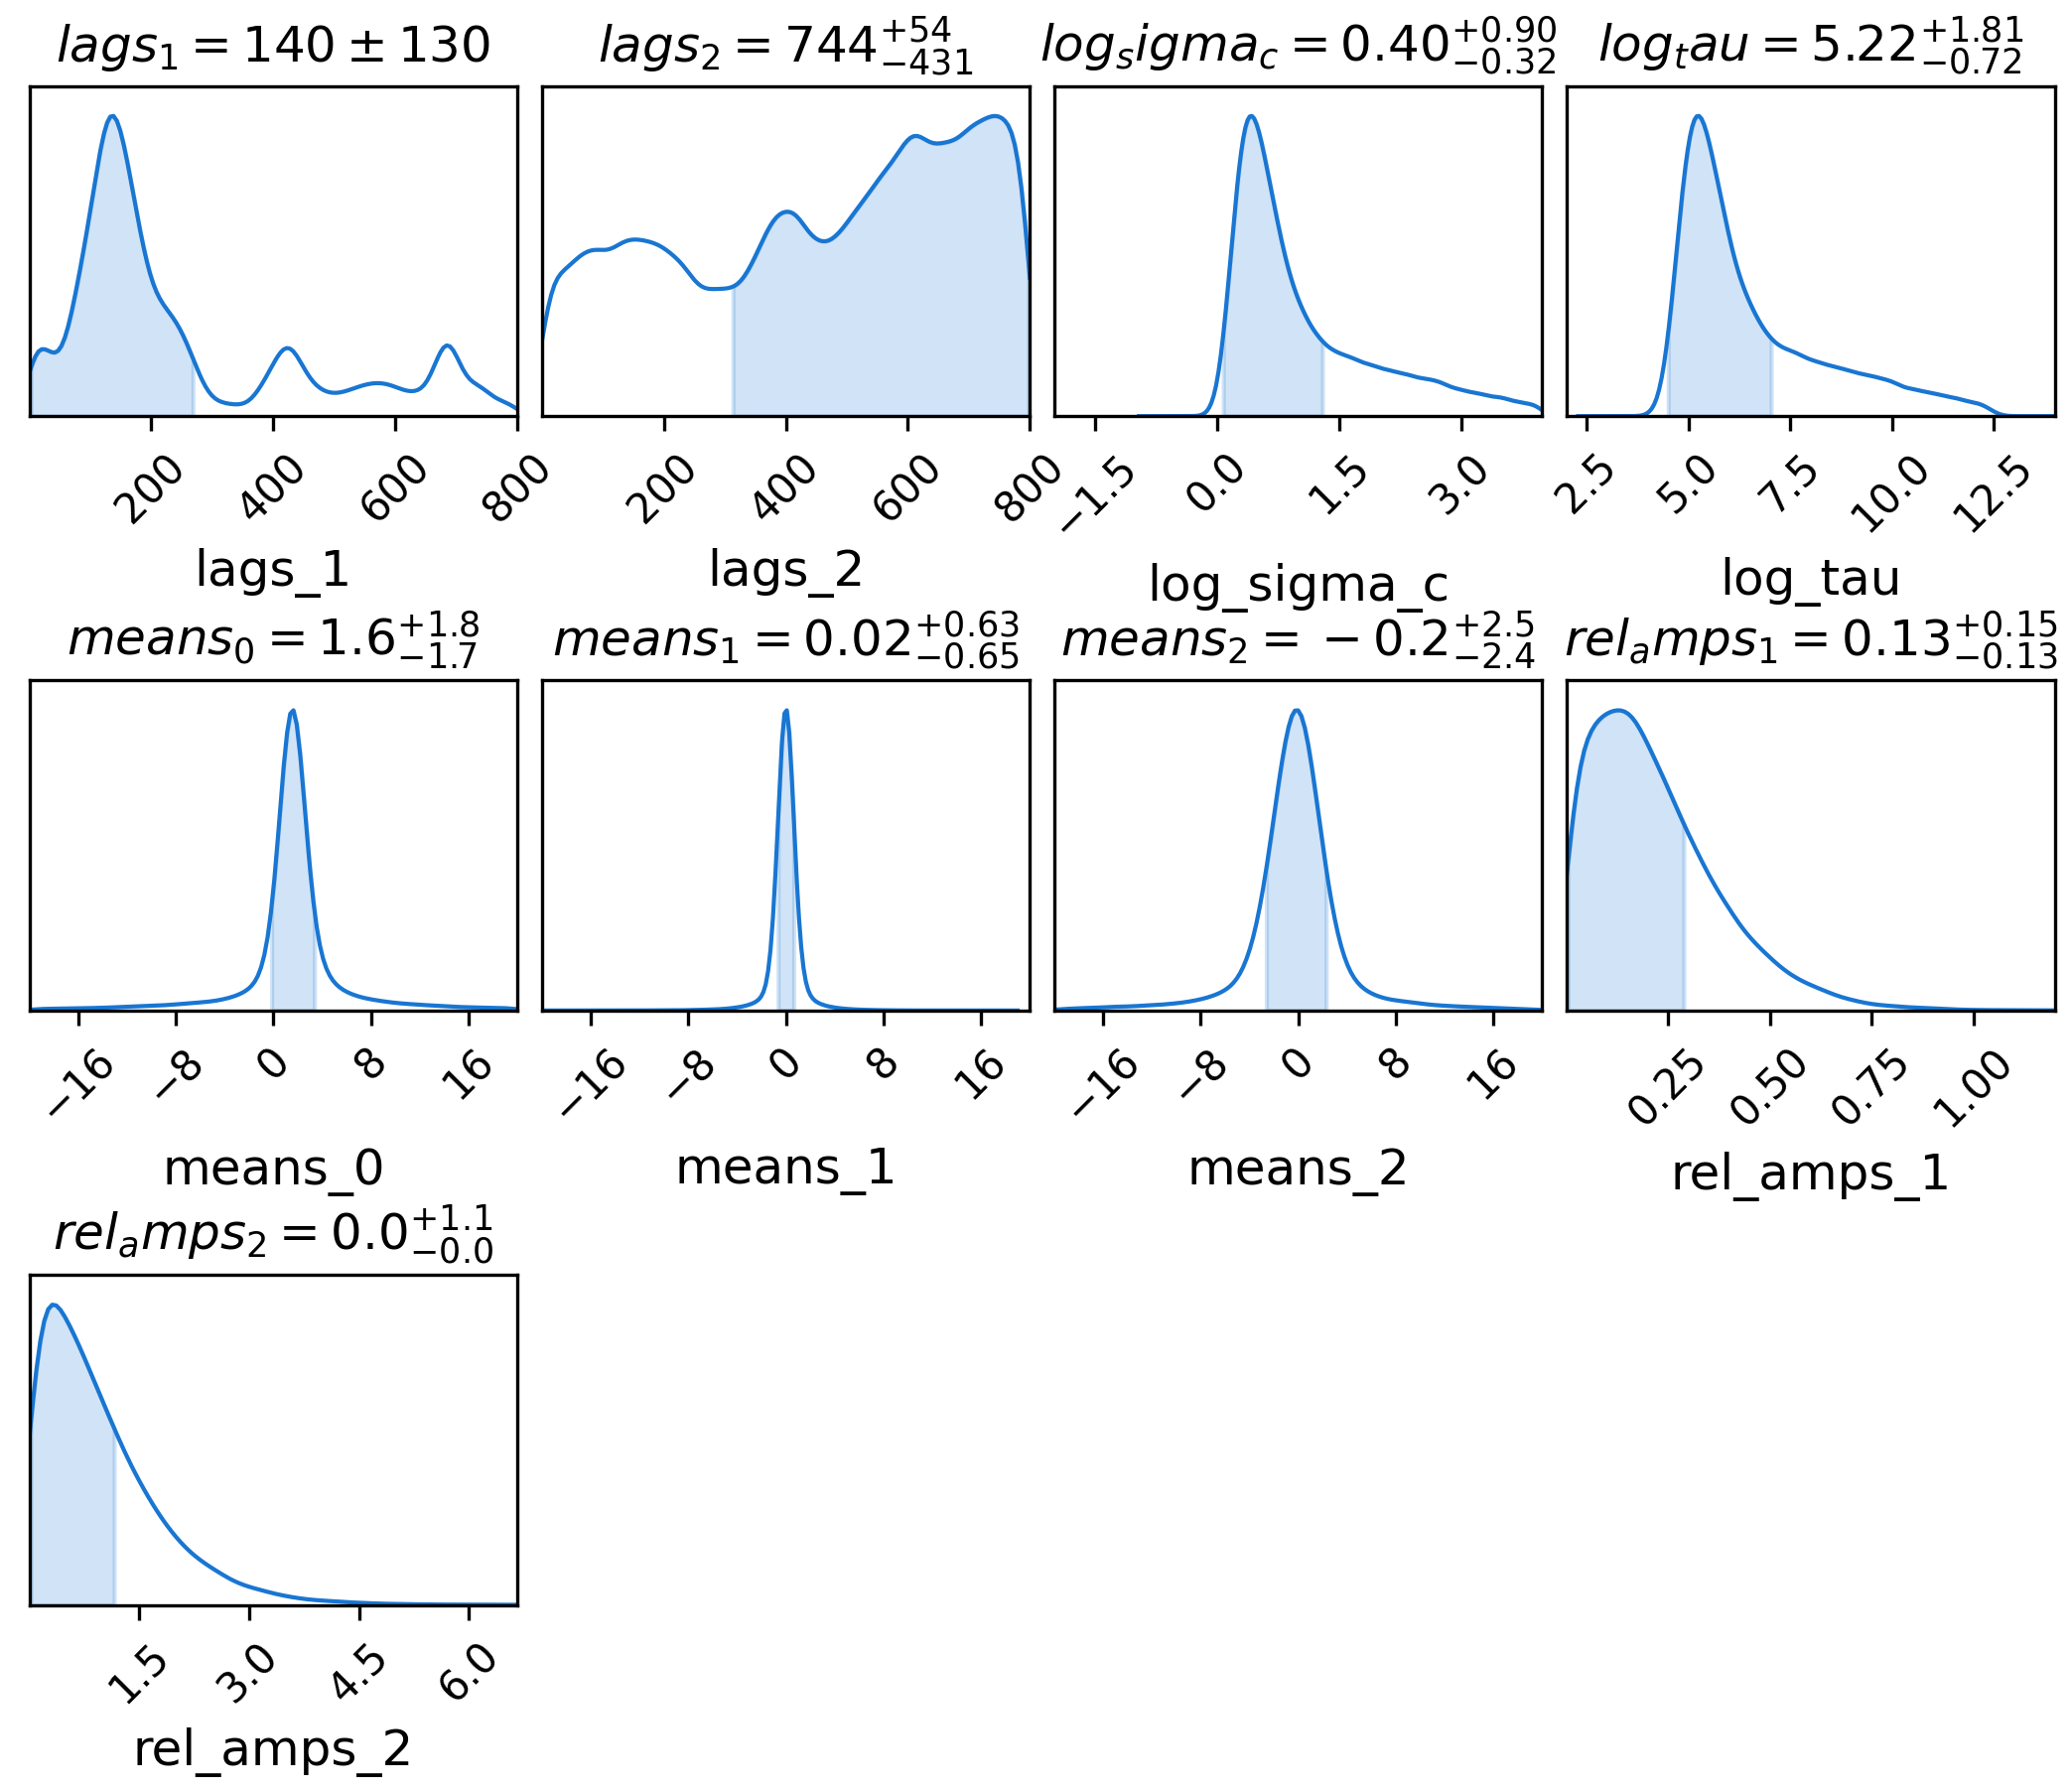 lags₁ = 140 ± 130
lags₂ = 744⁺⁵⁴₋₄₃₁
logₛigma_c = 0.40⁺⁰·⁹⁰₋₀.₃₂
logₜau = 5.22⁺¹·⁸¹₋₀.₇₂
200 400 600 800
200 400 600 800
−1.5 0.0 1.5 3.0
2.5 5.0 7.5 10.0 12.5
lags_1
lags_2
log_sigma_c
log_tau
means₀ = 1.6⁺¹·⁸₋₁.₇
means₁ = 0.02⁺⁰·⁶³₋₀.₆₅
means₂ = −0.2⁺²·⁵₋₂.₄
relₐmps₁ = 0.13⁺⁰·¹⁵₋₀.₁₃
−16 −8 0 8 16
−16 −8 0 8 16
−16 −8 0 8 16
0.25 0.50 0.75 1.00
means_0
means_1
means_2
rel_amps_1
relₐmps₂ = 0.0⁺¹·¹₋₀.₀
1.5 3.0 4.5 6.0
rel_amps_2